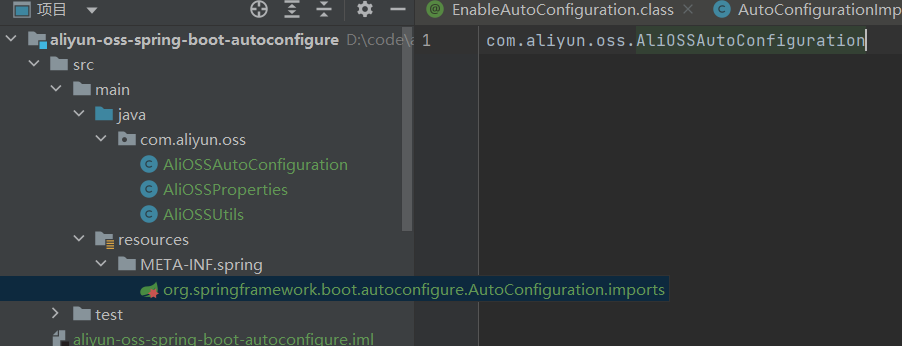 项目
EnableAutoConfiguration.class
AutoConfigurationImp
aliyun-oss-spring-boot-autoconfigure D:\code\a
1 com.aliyun.oss.AliOSSAutoConfiguration
src
main
java
com.aliyun.oss
AliOSSAutoConfiguration
AliOSSProperties
AliOSSUtils
resources
META-INF.spring
org.springframework.boot.autoconfigure.AutoConfiguration.imports
test
aliyun-oss-spring-boot-autoconfigure.iml